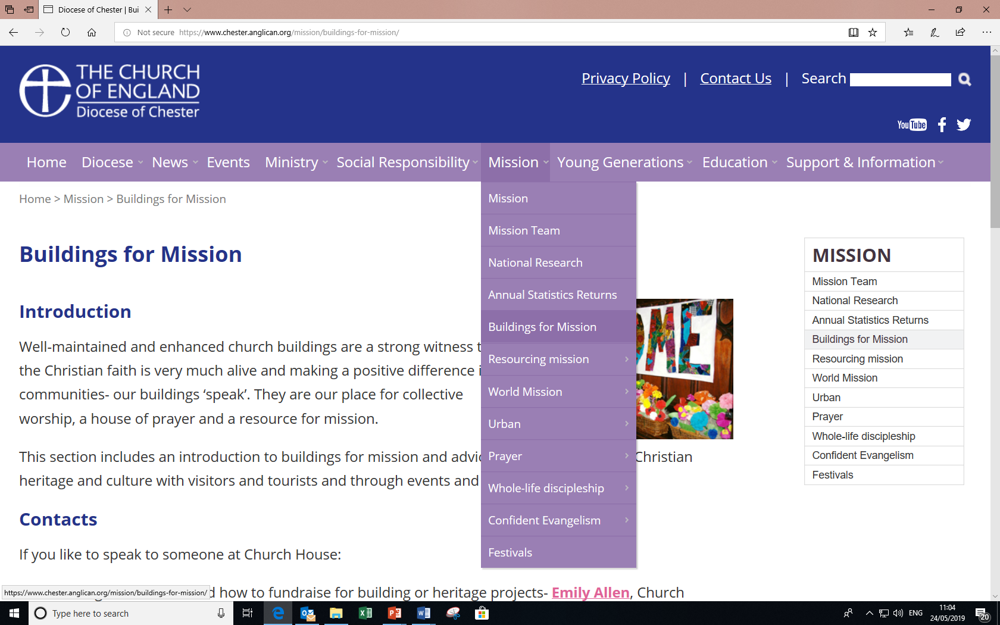 Diocese of Chester | Bui
Not secure https://www.chester.anglican.org/mission/buildings-for-mission/
THE CHURCH
OF ENGLAND
Diocese of Chester
Privacy Policy | Contact Us | Search
YouTube
Home Diocese News Events Ministry Social Responsibility Mission Young Generations Education Support & Information
Home > Mission > Buildings for Mission
Mission
Mission Team
National Research
Annual Statistics Returns
Buildings for Mission
Resourcing mission
World Mission
Urban
Prayer
Whole-life discipleship
Confident Evangelism
Festivals
Buildings for Mission
Introduction
Well-maintained and enhanced church buildings are a strong witness
the Christian faith is very much alive and making a positive difference
communities- our buildings ‘speak’. They are our place for collective
worship, a house of prayer and a resource for mission.
This section includes an introduction to buildings for mission and Christian
heritage and culture with visitors and tourists and through events and
Contacts
If you like to speak to someone at Church House:
how to fundraise for building or heritage projects- Emily Allen, Church
OME
MISSION
Mission Team
National Research
Annual Statistics Returns
Buildings for Mission
Resourcing mission
World Mission
Urban
Prayer
Whole-life discipleship
Confident Evangelism
Festivals
https://www.chester.anglican.org/mission/buildings-for-mission/
Type here to search
ENG
11:04
24/05/2019
20